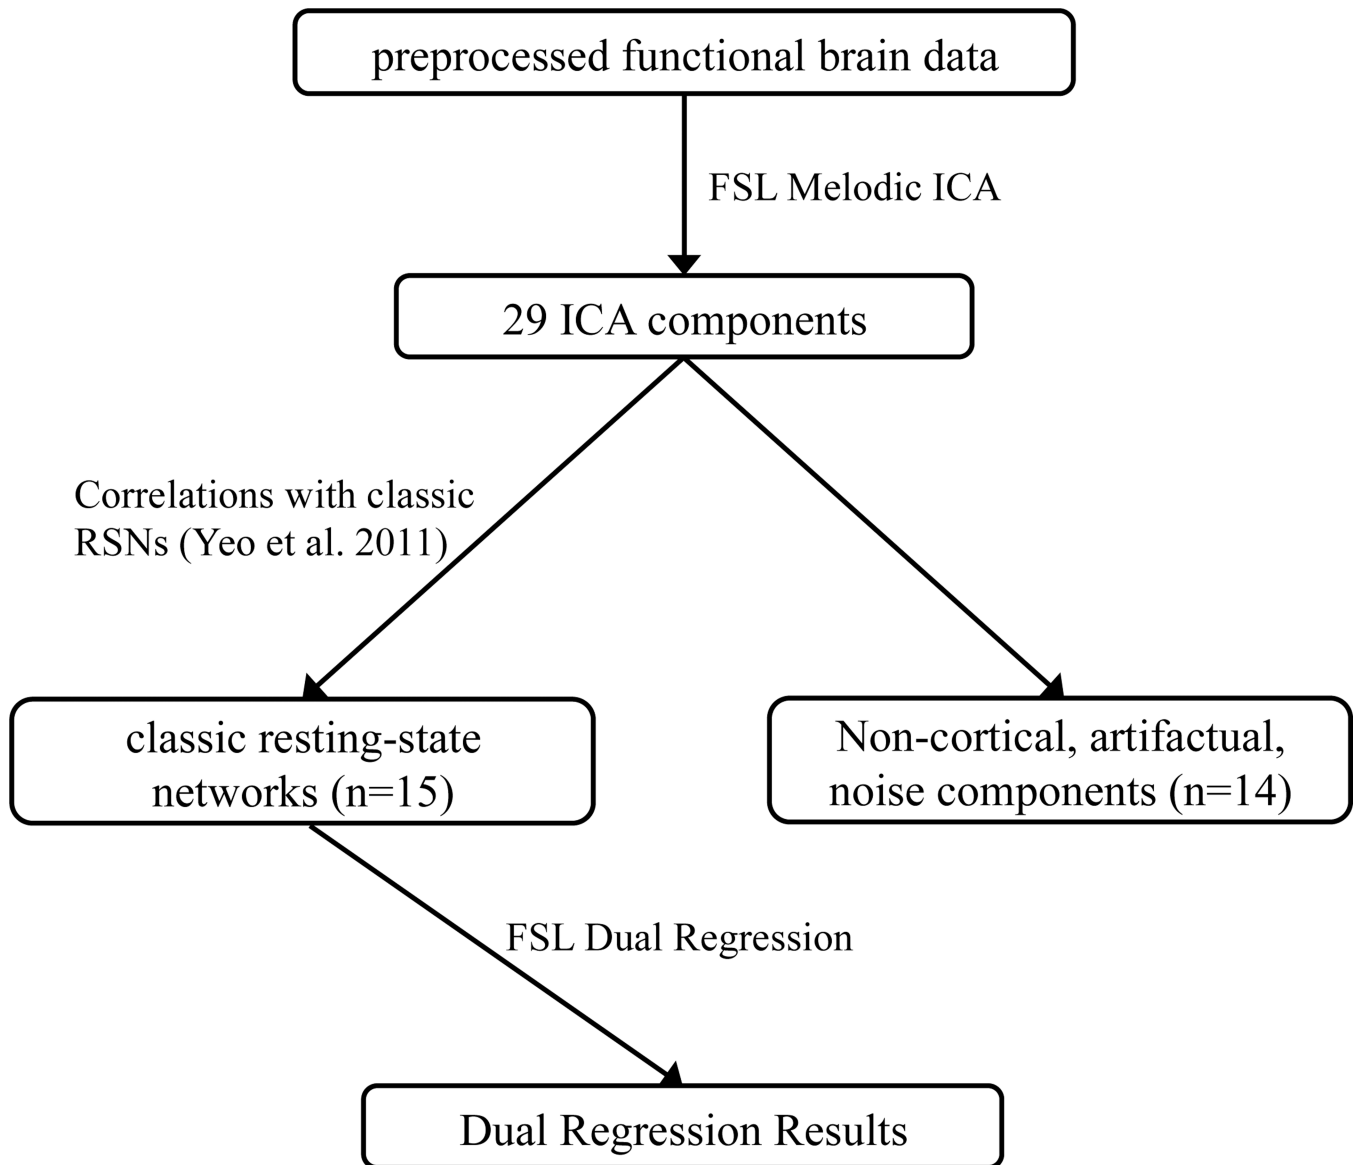 preprocessed functional brain data
FSL Melodic ICA
29 ICA components
Correlations with classic
RSNs (Yeo et al. 2011)
classic resting-state
networks (n=15)
Non-cortical, artifactual,
noise components (n=14)
FSL Dual Regression
Dual Regression Results